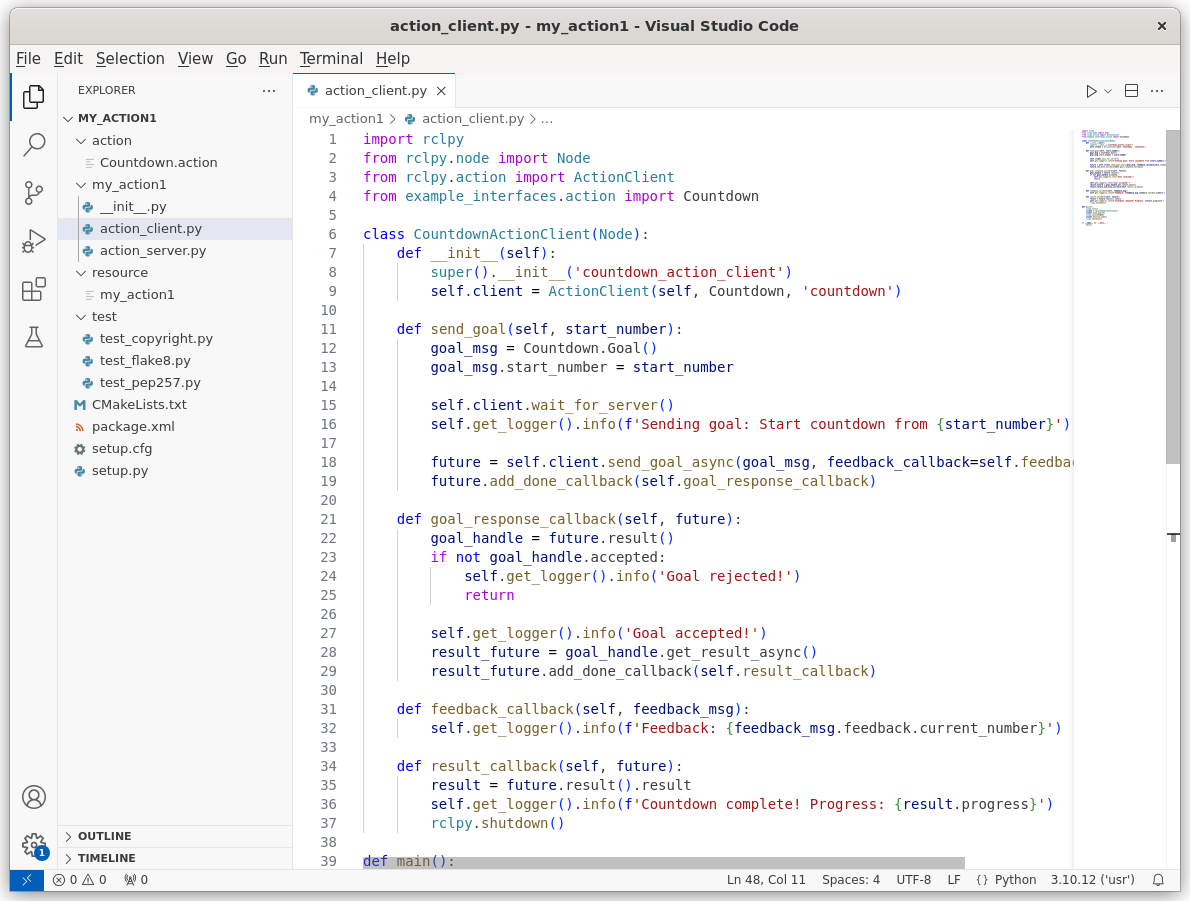 action_client.py - my_action1 - Visual Studio Code
File Edit Selection View Go Run Terminal Help
EXPLORER
MY_ACTION1
action
Countdown.action
my_action1
__init__.py
action_client.py
action_server.py
resource
my_action1
test
test_copyright.py
test_flake8.py
test_pep257.py
CMakeLists.txt
package.xml
setup.cfg
setup.py
OUTLINE
TIMELINE
action_client.py
my_action1 > action_client.py > ...
1 import rclpy
2 from rclpy.node import Node
3 from rclpy.action import ActionClient
4 from example_interfaces.action import Countdown
5
6 class CountdownActionClient(Node):
7     def __init__(self):
8         super().__init__('countdown_action_client')
9         self.client = ActionClient(self, Countdown, 'countdown')
10
11     def send_goal(self, start_number):
12         goal_msg = Countdown.Goal()
13         goal_msg.start_number = start_number
14
15         self.client.wait_for_server()
16         self.get_logger().info(f'Sending goal: Start countdown from {start_number}')
17
18         future = self.client.send_goal_async(goal_msg, feedback_callback=self.feedba
19         future.add_done_callback(self.goal_response_callback)
20
21     def goal_response_callback(self, future):
22         goal_handle = future.result()
23         if not goal_handle.accepted:
24             self.get_logger().info('Goal rejected!')
25             return
26
27         self.get_logger().info('Goal accepted!')
28         result_future = goal_handle.get_result_async()
29         result_future.add_done_callback(self.result_callback)
30
31     def feedback_callback(self, feedback_msg):
32         self.get_logger().info(f'Feedback: {feedback_msg.feedback.current_number}')
33
34     def result_callback(self, future):
35         result = future.result().result
36         self.get_logger().info(f'Countdown complete! Progress: {result.progress}')
37         rclpy.shutdown()
38
39 def main():
1
0 0 0 Ln 48, Col 11 Spaces: 4 UTF-8 LF {} Python 3.10.12 ('usr')